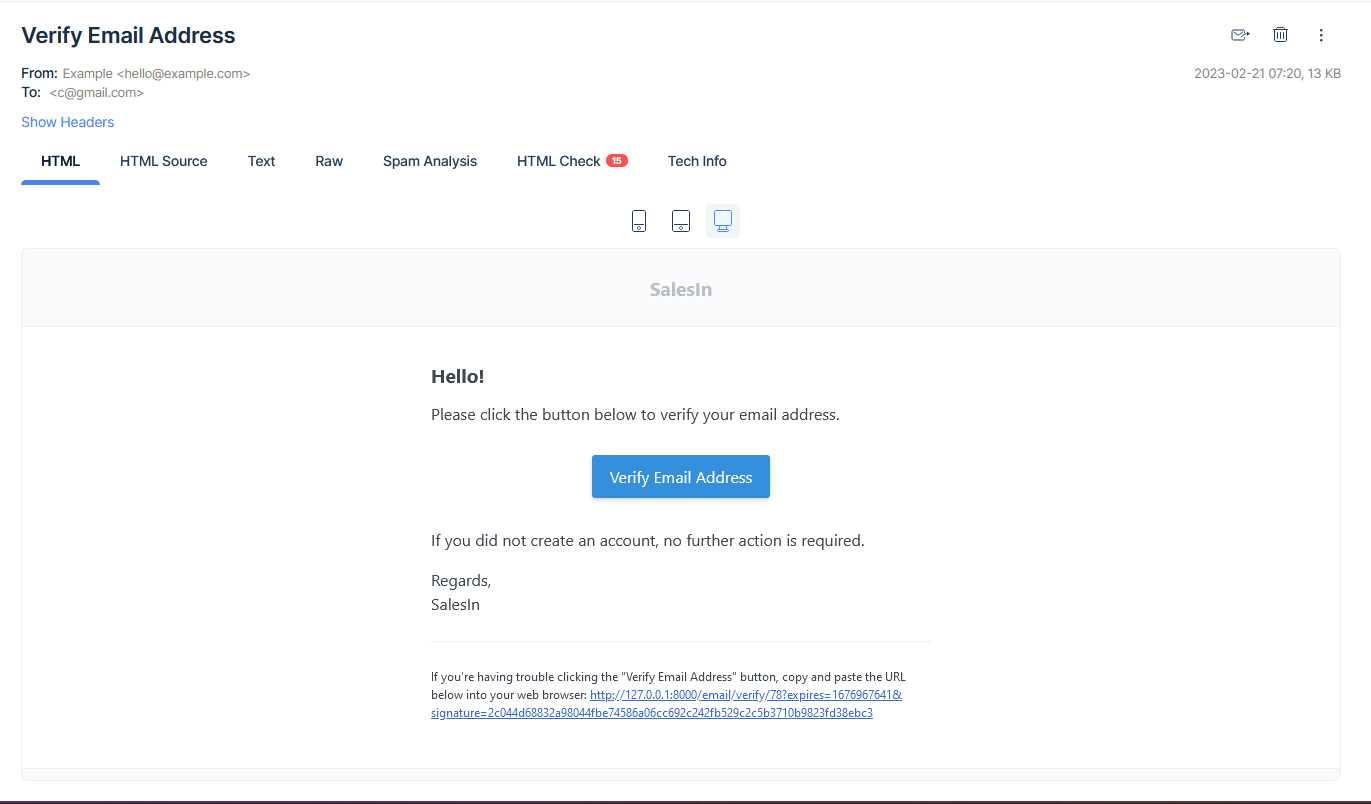 Verify Email Address
From: Example <hello@example.com>
2023-02-21 07:20, 13 KB
To: <c@gmail.com>
Show Headers
HTML HTML Source Text Raw Spam Analysis HTML Check 15 Tech Info
SalesIn
Hello!
Please click the button below to verify your email address.
Verify Email Address
If you did not create an account, no further action is required.
Regards,
SalesIn
If you're having trouble clicking the "Verify Email Address" button, copy and paste the URL
below into your web browser: http://127.0.0.1:8000/email/verify/78?expires=1676967641&
signature=2c044d68832a98044fbe74586a06cc692c242fb529c2c5b3710b9823fd38ebc3